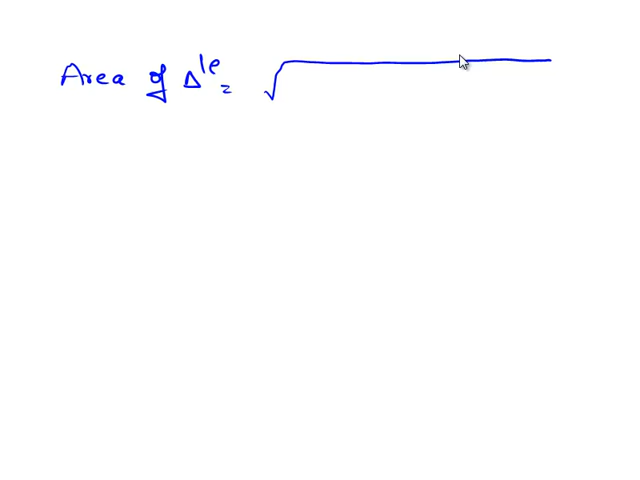 Area of Δle = √